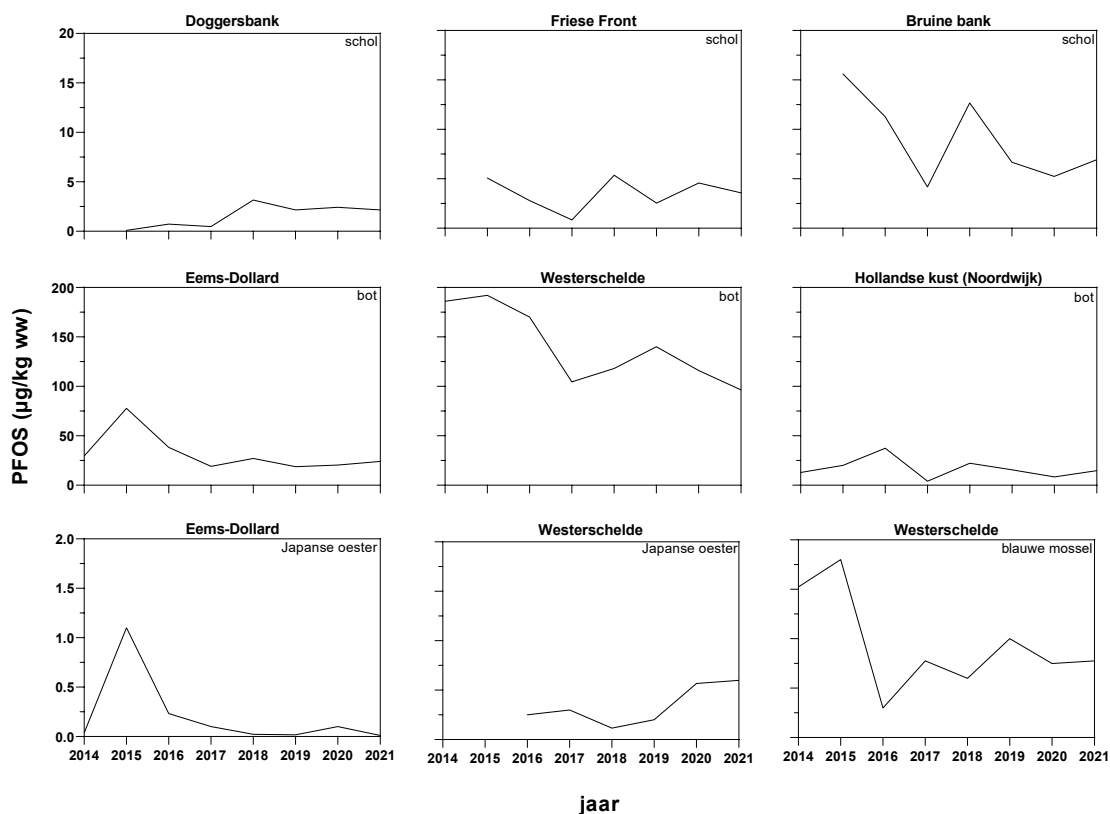 Doggersbank
Friese Front
Bruine bank
schol
schol
schol
20
15
10
5
0
Eems-Dollard
Westerschelde
Hollandse kust (Noordwijk)
bot
bot
bot
200
150
100
50
0
PFOS (µg/kg ww)
Eems-Dollard
Westerschelde
Westerschelde
Japanse oester
Japanse oester
blauwe mossel
2.0
1.5
1.0
0.5
0.0
2014 2015 2016 2017 2018 2019 2020 2021
2014 2015 2016 2017 2018 2019 2020 2021
2014 2015 2016 2017 2018 2019 2020 2021
jaar